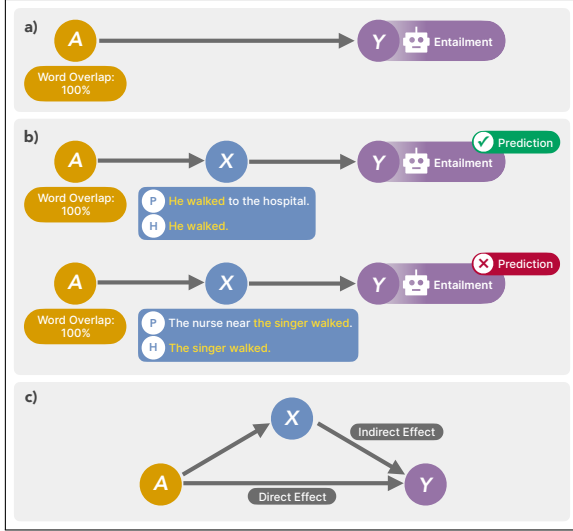 a)
A
Y
Entailment
Word Overlap:
100%
b)
Prediction
A
X
Y
Entailment
Word Overlap:
100%
P He walked to the hospital.
H He walked.
Prediction
A
X
Y
Entailment
Word Overlap:
100%
P The nurse near the singer walked.
H The singer walked.
c)
X
Indirect Effect
A
Direct Effect
Y